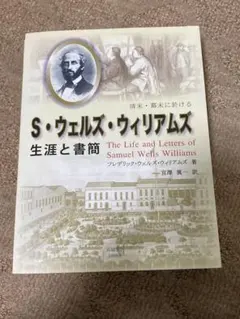 清末・幕末に於ける
S・ウェルズ・ウィリアムズ
生涯と書簡
The Life and Letters of
Samuel Wells Williams
フレデリック・ウェルズ・ウィリアムズ 著
宮澤 眞一 訳